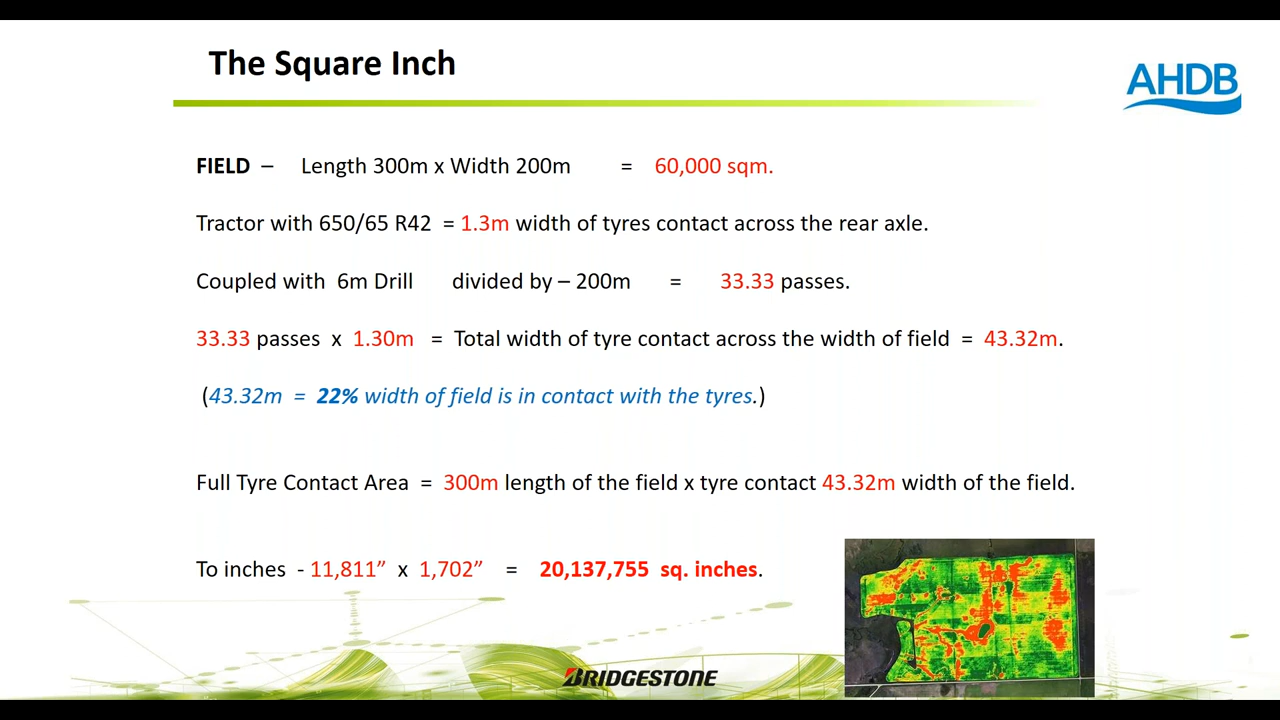 The Square Inch
AHDB
FIELD – Length 300m x Width 200m = 60,000 sqm.
Tractor with 650/65 R42 = 1.3m width of tyres contact across the rear axle.
Coupled with 6m Drill divided by – 200m = 33.33 passes.
33.33 passes x 1.30m = Total width of tyre contact across the width of field = 43.32m.
(43.32m = 22% width of field is in contact with the tyres.)
Full Tyre Contact Area = 300m length of the field x tyre contact 43.32m width of the field.
To inches - 11,811” x 1,702” = 20,137,755 sq. inches.
BRIDGESTONE